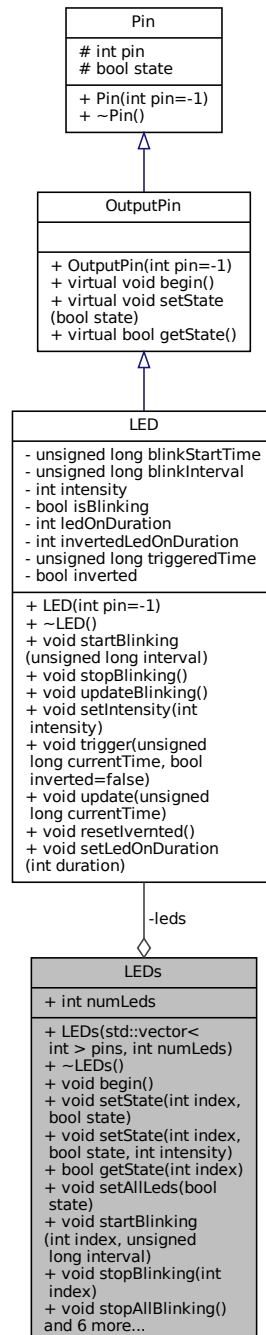 Pin
# int pin
# bool state
+ Pin(int pin=-1)
+ ~Pin()
OutputPin
+ OutputPin(int pin=-1)
+ virtual void begin()
+ virtual void setState
(bool state)
+ virtual bool getState()
LED
- unsigned long blinkStartTime
- unsigned long blinkInterval
- int intensity
- bool isBlinking
- int ledOnDuration
- int invertedLedOnDuration
- unsigned long triggeredTime
- bool inverted
+ LED(int pin=-1)
+ ~LED()
+ void startBlinking
(unsigned long interval)
+ void stopBlinking()
+ void updateBlinking()
+ void setIntensity(int
intensity)
+ void trigger(unsigned
long currentTime, bool
inverted=false)
+ void update(unsigned
long currentTime)
+ void resetIvernted()
+ void setLedOnDuration
(int duration)
-leds
LEDs
+ int numLeds
+ LEDs(std::vector<
int > pins, int numLeds)
+ ~LEDs()
+ void begin()
+ void setState(int index,
bool state)
+ void setState(int index,
bool state, int intensity)
+ bool getState(int index)
+ void setAllLeds(bool
state)
+ void startBlinking
(int index, unsigned
long interval)
+ void stopBlinking(int
index)
+ void stopAllBlinking()
and 6 more...